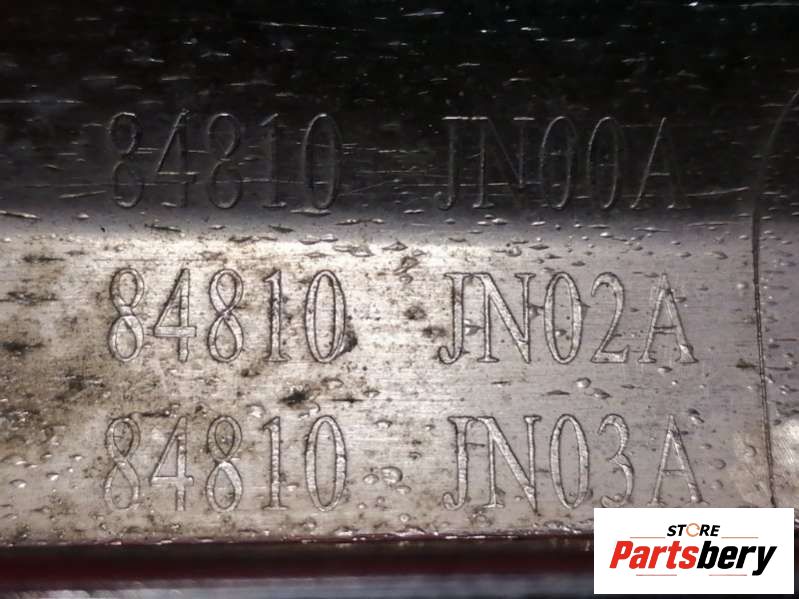 84810 JN00A
84810 JN02A
84810 JN03A
STORE
Partsbery